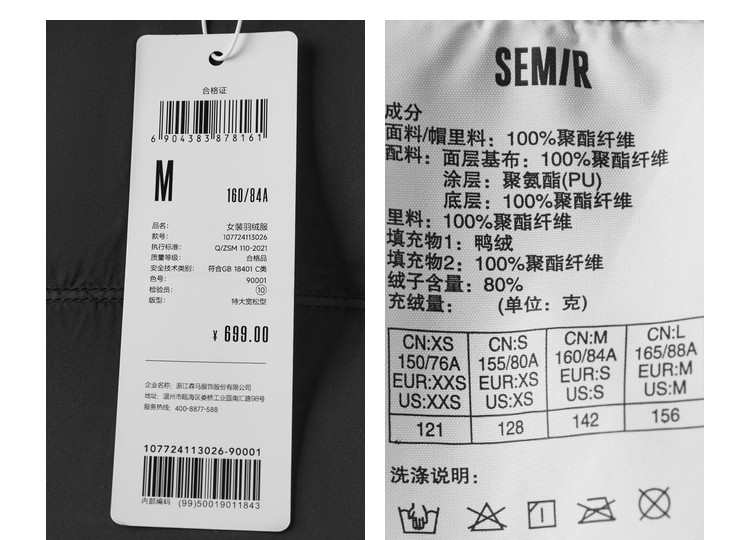 合格证
6 904383 878161
M
160/84A
品名: 女装羽绒服
款号: 107724113026
执行标准: Q/ZSM 110-2021
质量等级: 合格品
安全技术类别: 符合GB 18401 C类
色号: 90001
检验员: 10
版型: 特大宽松型
¥ 699.00
企业名称: 浙江森马服饰股份有限公司
地址: 温州市瓯海区娄桥工业园南汇路98号
服务热线: 400-8877-588
107724113026-90001
内部编码 (99)50019011843
SEMIR
成分
面料/帽里料: 100%聚酯纤维
配料: 面层基布: 100%聚酯纤维
涂层: 聚氨酯(PU)
底层: 100%聚酯纤维
里料: 100%聚酯纤维
填充物1: 鸭绒
填充物2: 100%聚酯纤维
绒子含量: 80%
充绒量: (单位: 克)
CN:XS CN:S CN:M CN:L
150/76A 155/80A 160/84A 165/88A
EUR:XXS EUR:XS EUR:S EUR:M
US:XXS US:XS US:S US:M
121 128 142 156
洗涤说明: